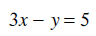 3x − y = 5